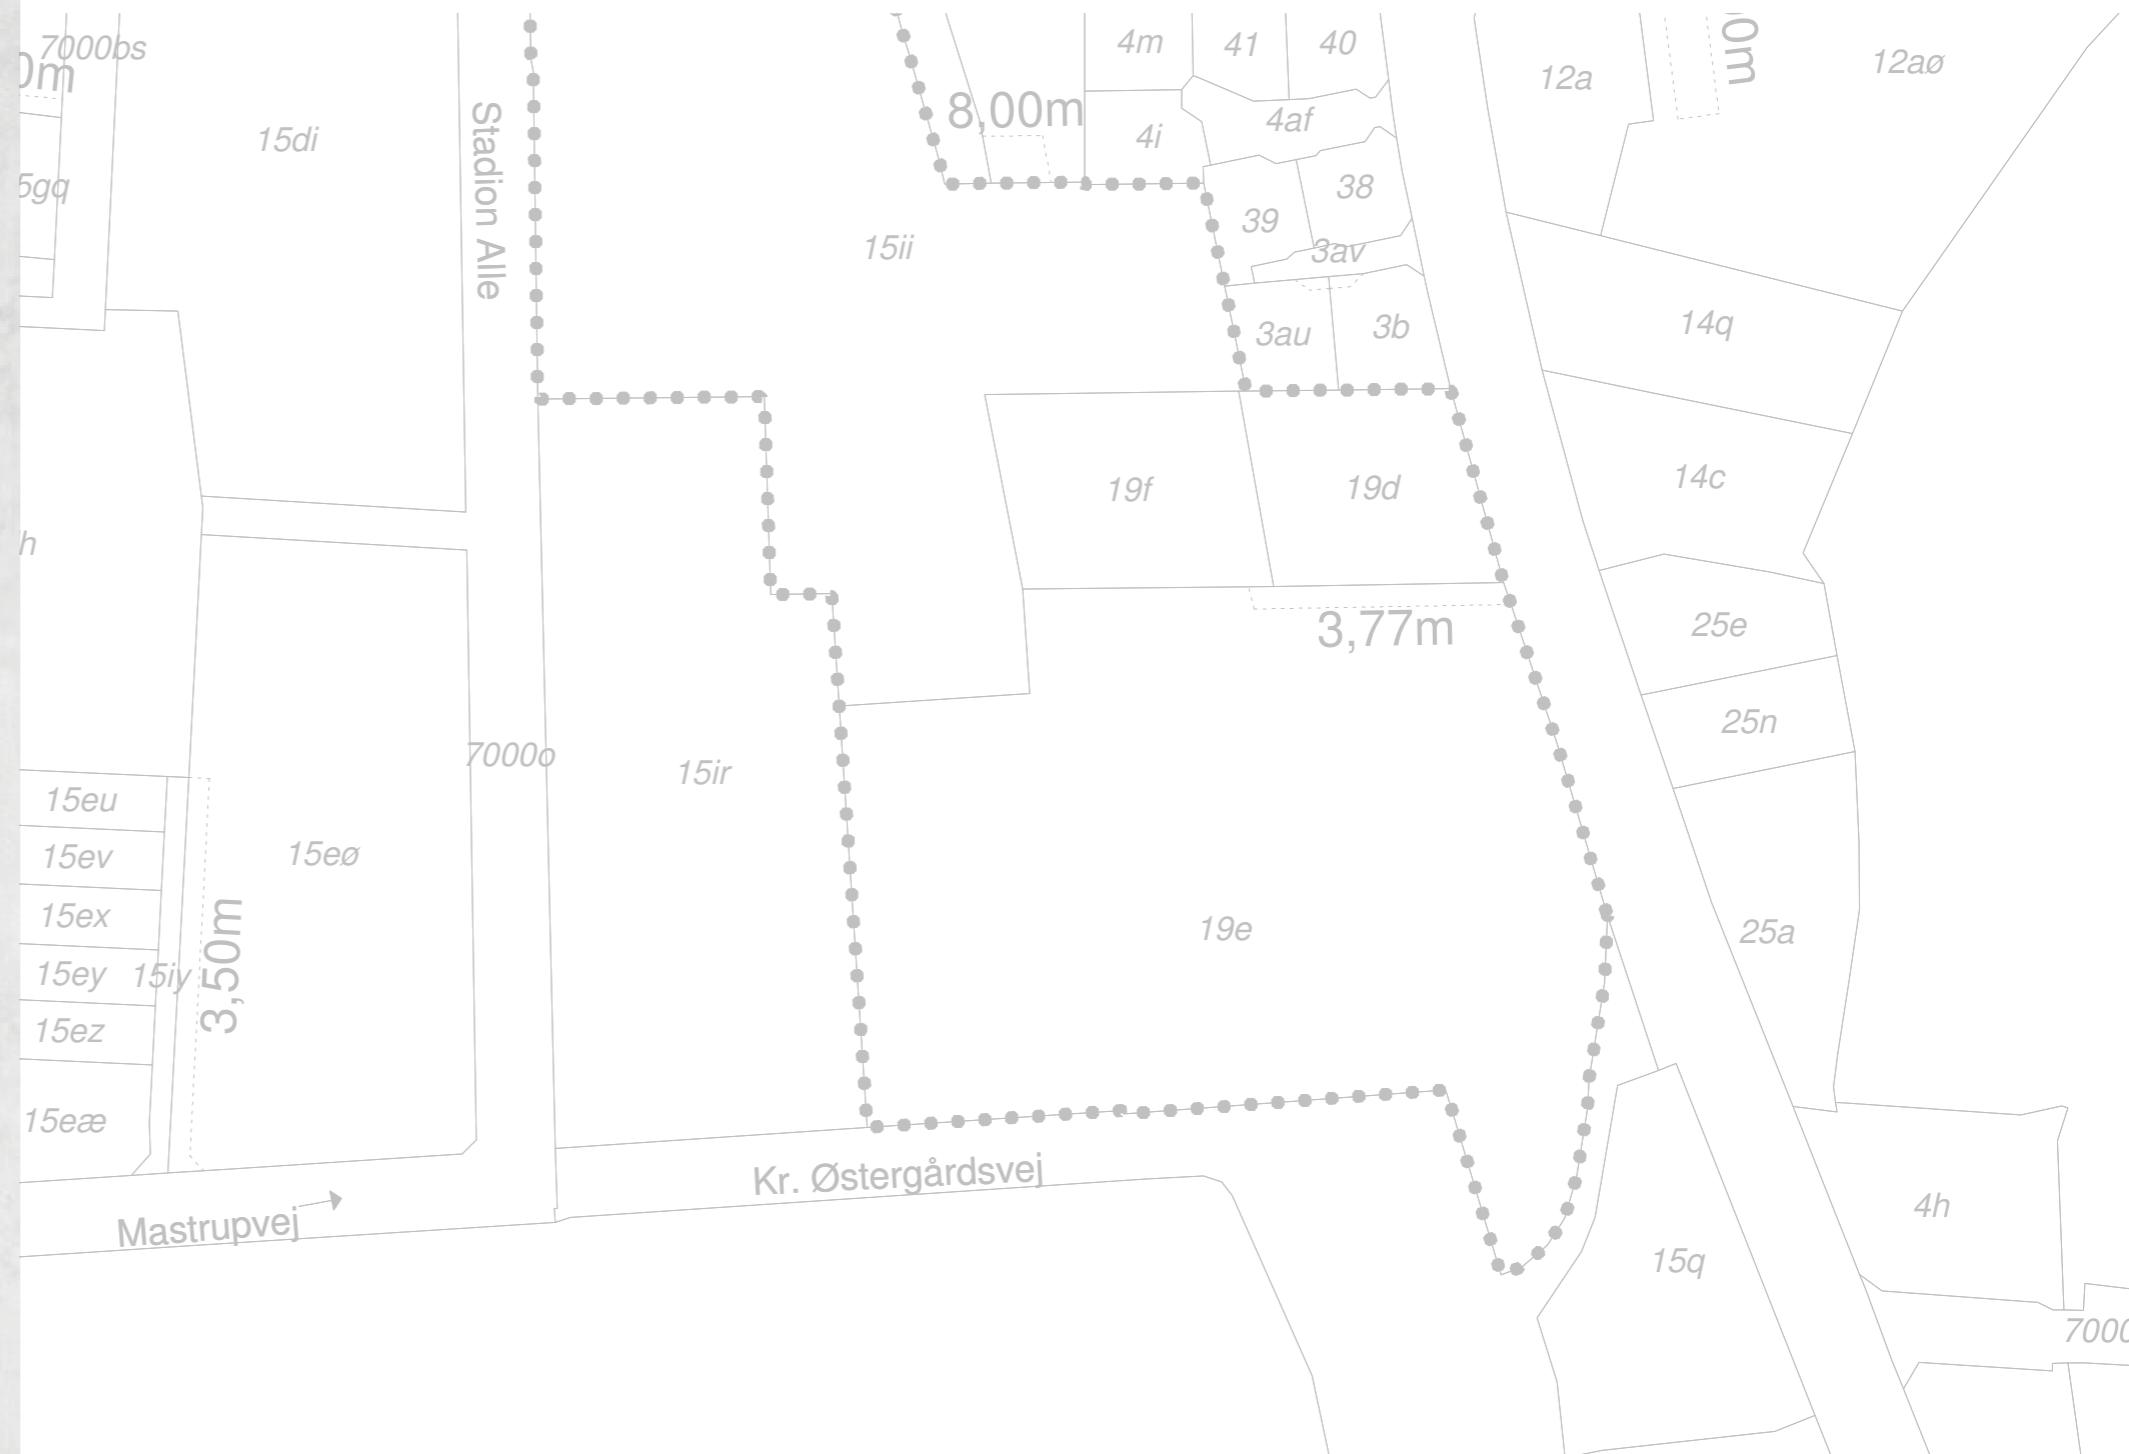 7000bs
0m
15di
5gq
Stadion Alle
8,00m
4m
41
40
4i
4af
12a
0m
12aø
15ii
39
38
3av
3au
3b
14q
19f
19d
14c
h
3,77m
25e
25n
7000o
15ir
15eu
15ev
15ex
15ey
15iy
15ez
15eæ
3,50m
15eø
19e
25a
Kr. Østergårdsvej
Mastrupvej
4h
15q
7000